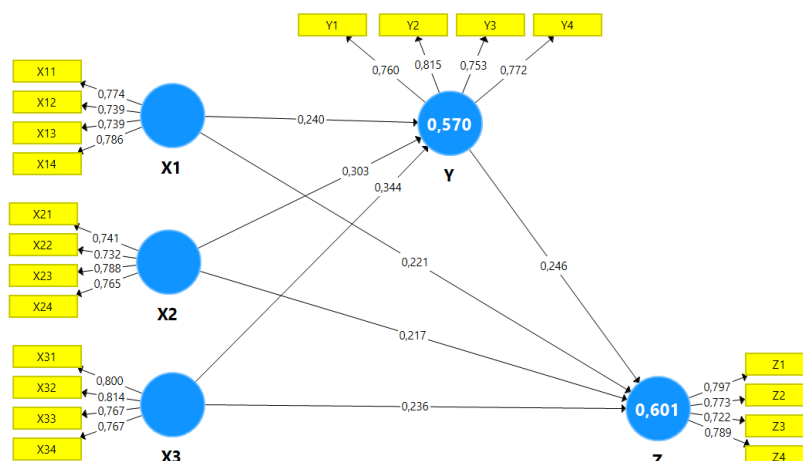 Y1
Y2
Y3
Y4
0,760
0,815
0,753
0,772
X11
X12
X13
X14
0,774
0,739
0,739
0,786
X1
0,240
0,570
Y
0,303
0,344
X21
X22
X23
X24
0,741
0,732
0,788
0,765
X2
0,221
0,246
0,217
X31
X32
X33
X34
0,800
0,814
0,767
0,767
X3
0,236
0,601
Z
0,797
0,773
0,722
0,789
Z1
Z2
Z3
Z4